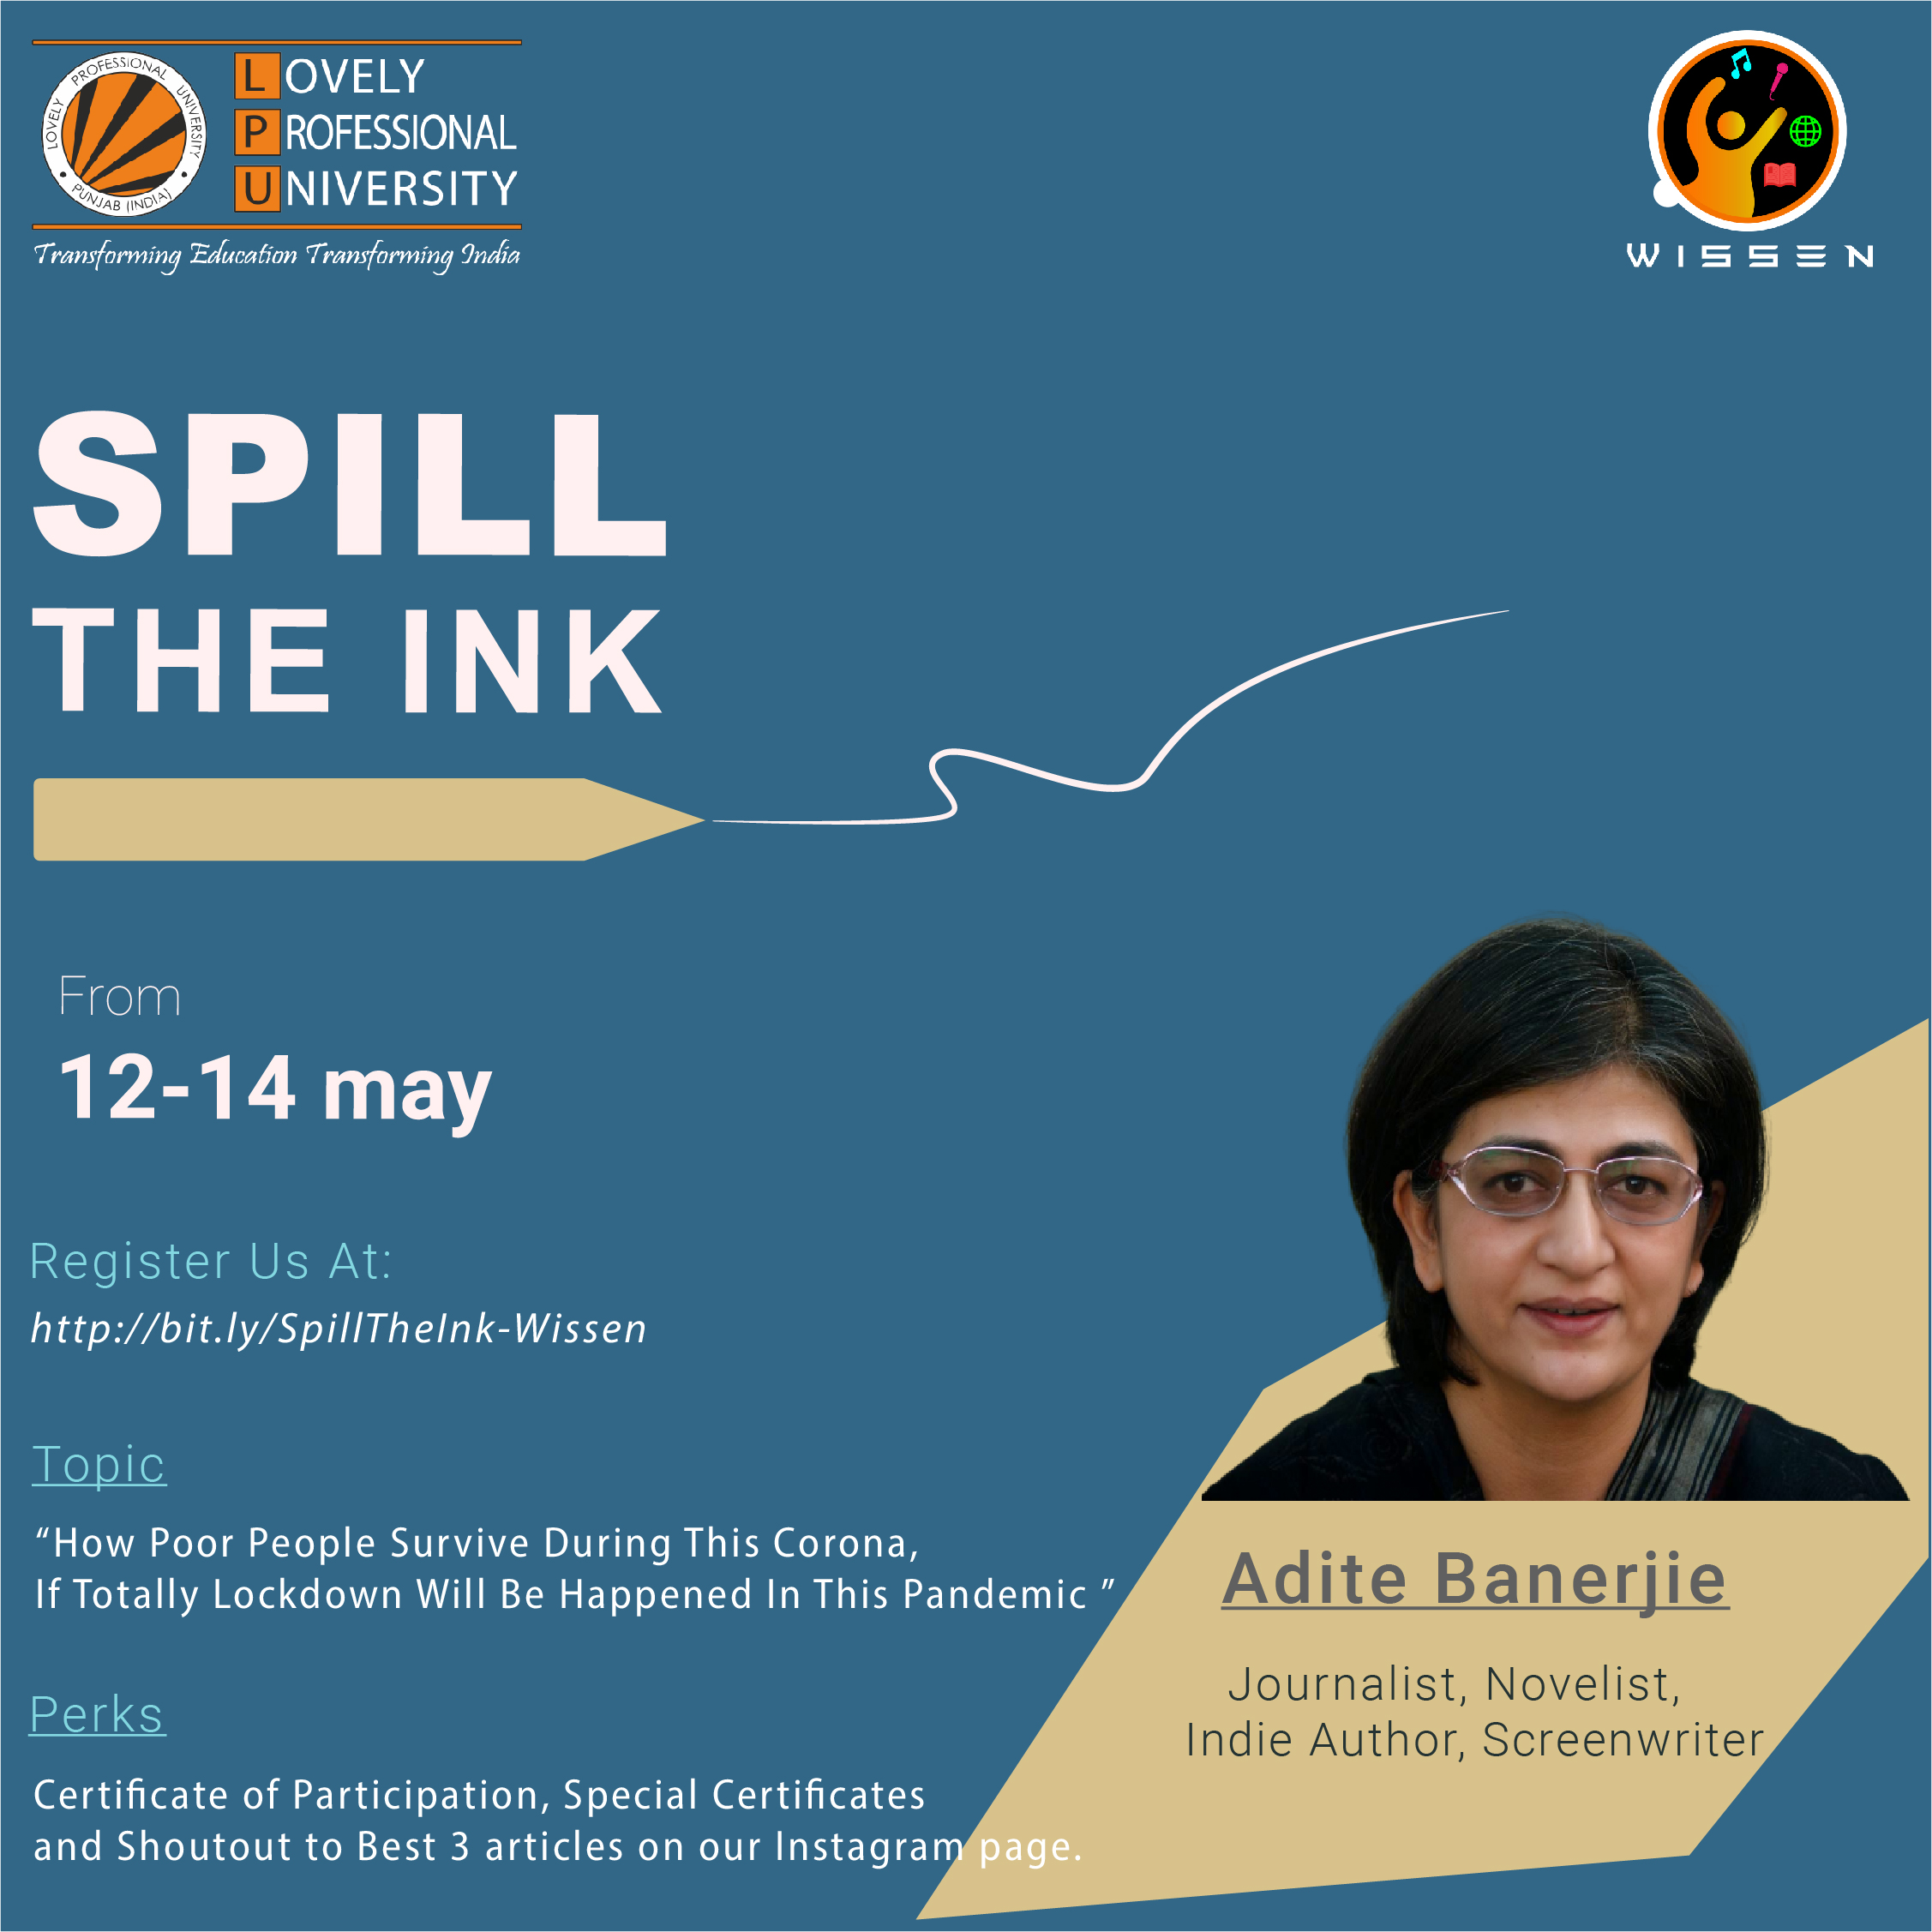 LOVELY PROFESSIONAL UNIVERSITY
PUNJAB (INDIA)
LOVELY
PROFESSIONAL
UNIVERSITY
Transforming Education Transforming India
WISSEN
SPILL
THE INK
From
12-14 may
Register Us At:
http://bit.ly/SpillTheInk-Wissen
Topic
“How Poor People Survive During This Corona,
If Totally Lockdown Will Be Happened In This Pandemic ”
Perks
Certificate of Participation, Special Certificates
and Shoutout to Best 3 articles on our Instagram page.
Adite Banerjie
Journalist, Novelist,
Indie Author, Screenwriter